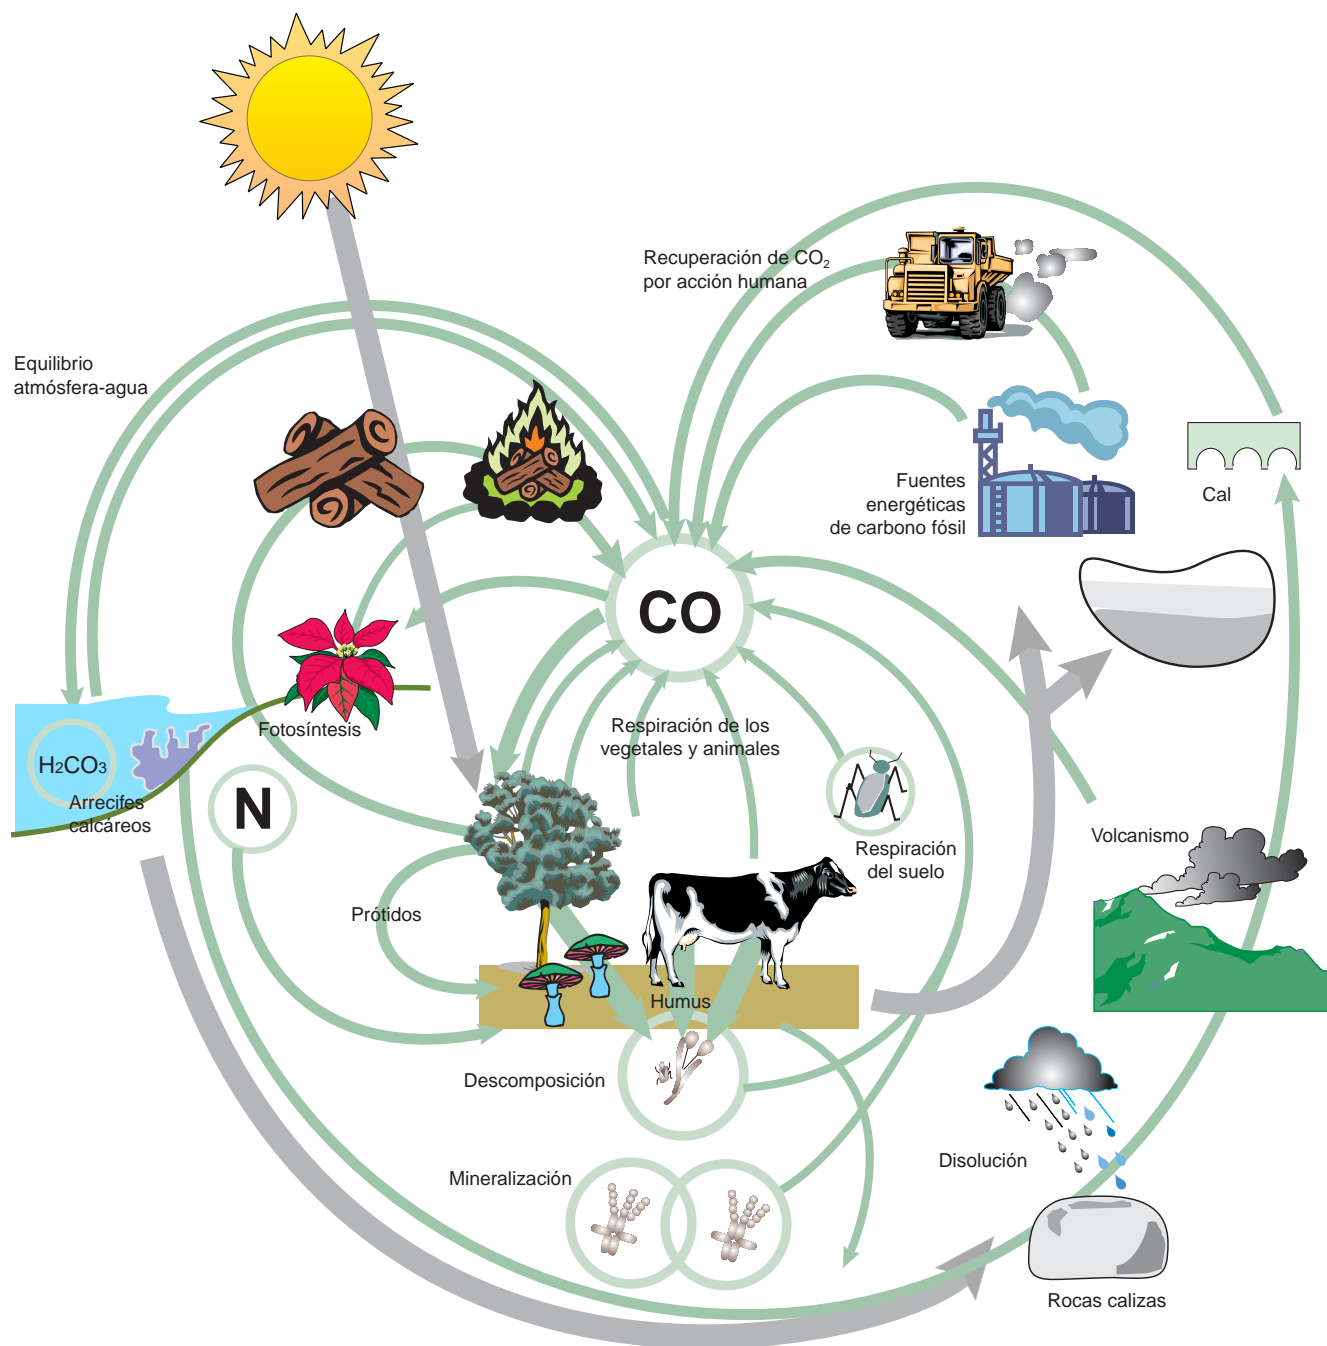 Recuperación de CO₂
por acción humana
Equilibrio
atmósfera-agua
Fuentes
energéticas
de carbono fósil
Cal
CO
Fotosíntesis
Respiración de los
vegetales y animales
H₂CO₃
Arrecifes
calcáreos
N
Respiración
del suelo
Volcanismo
Prótidos
Humus
Descomposición
Disolución
Mineralización
Rocas calizas